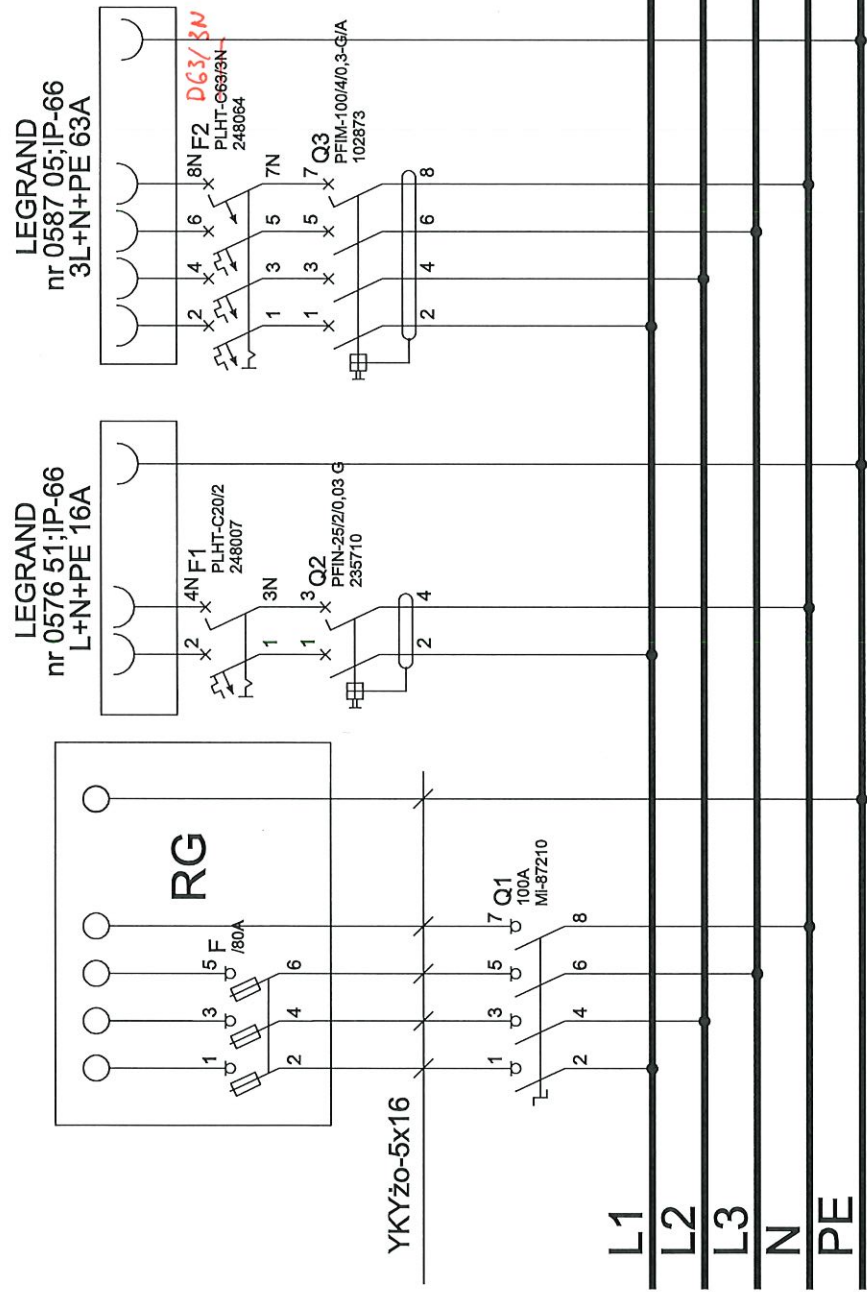 LEGRAND
nr 0587 05;IP-66
3L+N+PE 63A
2 4 6 8N F2
D63/3N
PLHT-C63/3N
248064
1 3 5 7N
1 3 5 7 Q3
PFIM-100/4/0,3-G/A
102873
2 4 6 8
LEGRAND
nr 0576 51;IP-66
L+N+PE 16A
2 4N F1
PLHT-C20/2
248007
1 3N
1 3 Q2
PFIN-25/2/0,03 G
235710
2 4
RG
1 3 5 F
/80A
2 4 6
YKYżo-5x16
1 3 5 7 Q1
100A
MI-87210
2 4 6 8
L1
L2
L3
N
PE